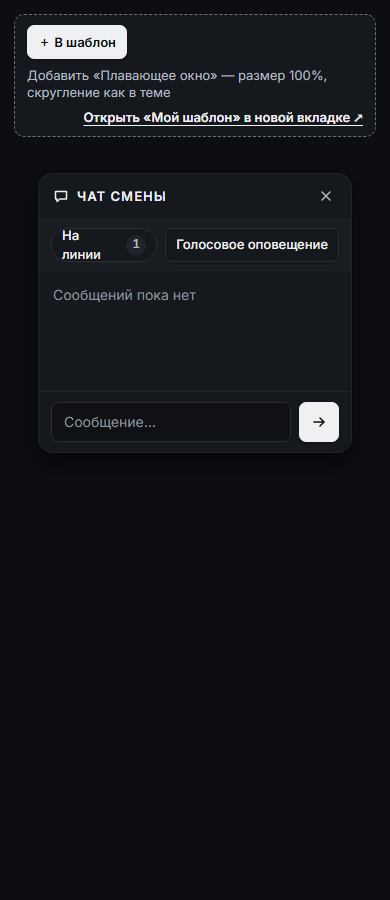 + В шаблон
Добавить «Плавающее окно» — размер 100%,
скругление как в теме
Открыть «Мой шаблон» в новой вкладке ↗
ЧАТ СМЕНЫ
На
линии
1
Голосовое оповещение
Сообщений пока нет
Сообщение...